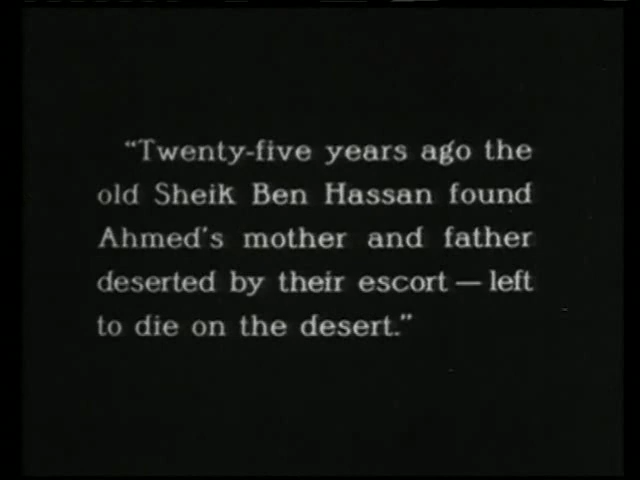 “Twenty-five years ago the
old Sheik Ben Hassan found
Ahmed's mother and father
deserted by their escort — left
to die on the desert.”